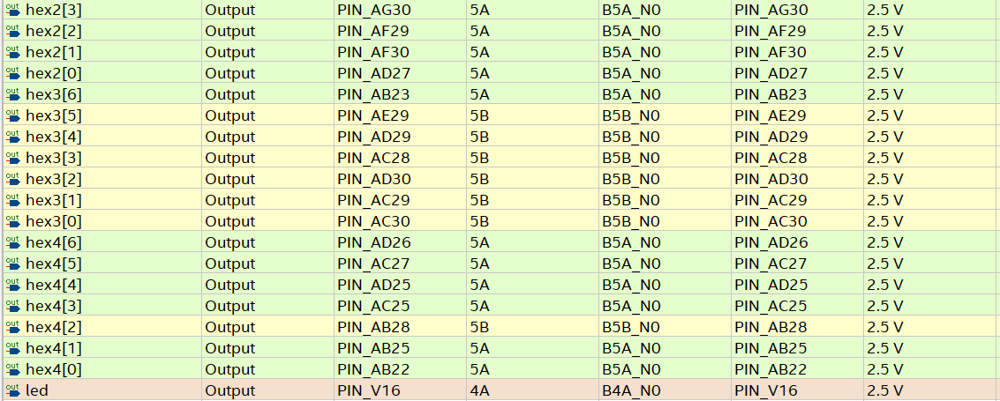 out hex2[3] Output PIN_AG30 5A B5A_N0 PIN_AG30 2.5 V
out hex2[2] Output PIN_AF29 5A B5A_N0 PIN_AF29 2.5 V
out hex2[1] Output PIN_AF30 5A B5A_N0 PIN_AF30 2.5 V
out hex2[0] Output PIN_AD27 5A B5A_N0 PIN_AD27 2.5 V
out hex3[6] Output PIN_AB23 5A B5A_N0 PIN_AB23 2.5 V
out hex3[5] Output PIN_AE29 5B B5B_N0 PIN_AE29 2.5 V
out hex3[4] Output PIN_AD29 5B B5B_N0 PIN_AD29 2.5 V
out hex3[3] Output PIN_AC28 5B B5B_N0 PIN_AC28 2.5 V
out hex3[2] Output PIN_AD30 5B B5B_N0 PIN_AD30 2.5 V
out hex3[1] Output PIN_AC29 5B B5B_N0 PIN_AC29 2.5 V
out hex3[0] Output PIN_AC30 5B B5B_N0 PIN_AC30 2.5 V
out hex4[6] Output PIN_AD26 5A B5A_N0 PIN_AD26 2.5 V
out hex4[5] Output PIN_AC27 5A B5A_N0 PIN_AC27 2.5 V
out hex4[4] Output PIN_AD25 5A B5A_N0 PIN_AD25 2.5 V
out hex4[3] Output PIN_AC25 5A B5A_N0 PIN_AC25 2.5 V
out hex4[2] Output PIN_AB28 5B B5B_N0 PIN_AB28 2.5 V
out hex4[1] Output PIN_AB25 5A B5A_N0 PIN_AB25 2.5 V
out hex4[0] Output PIN_AB22 5A B5A_N0 PIN_AB22 2.5 V
out led Output PIN_V16 4A B4A_N0 PIN_V16 2.5 V